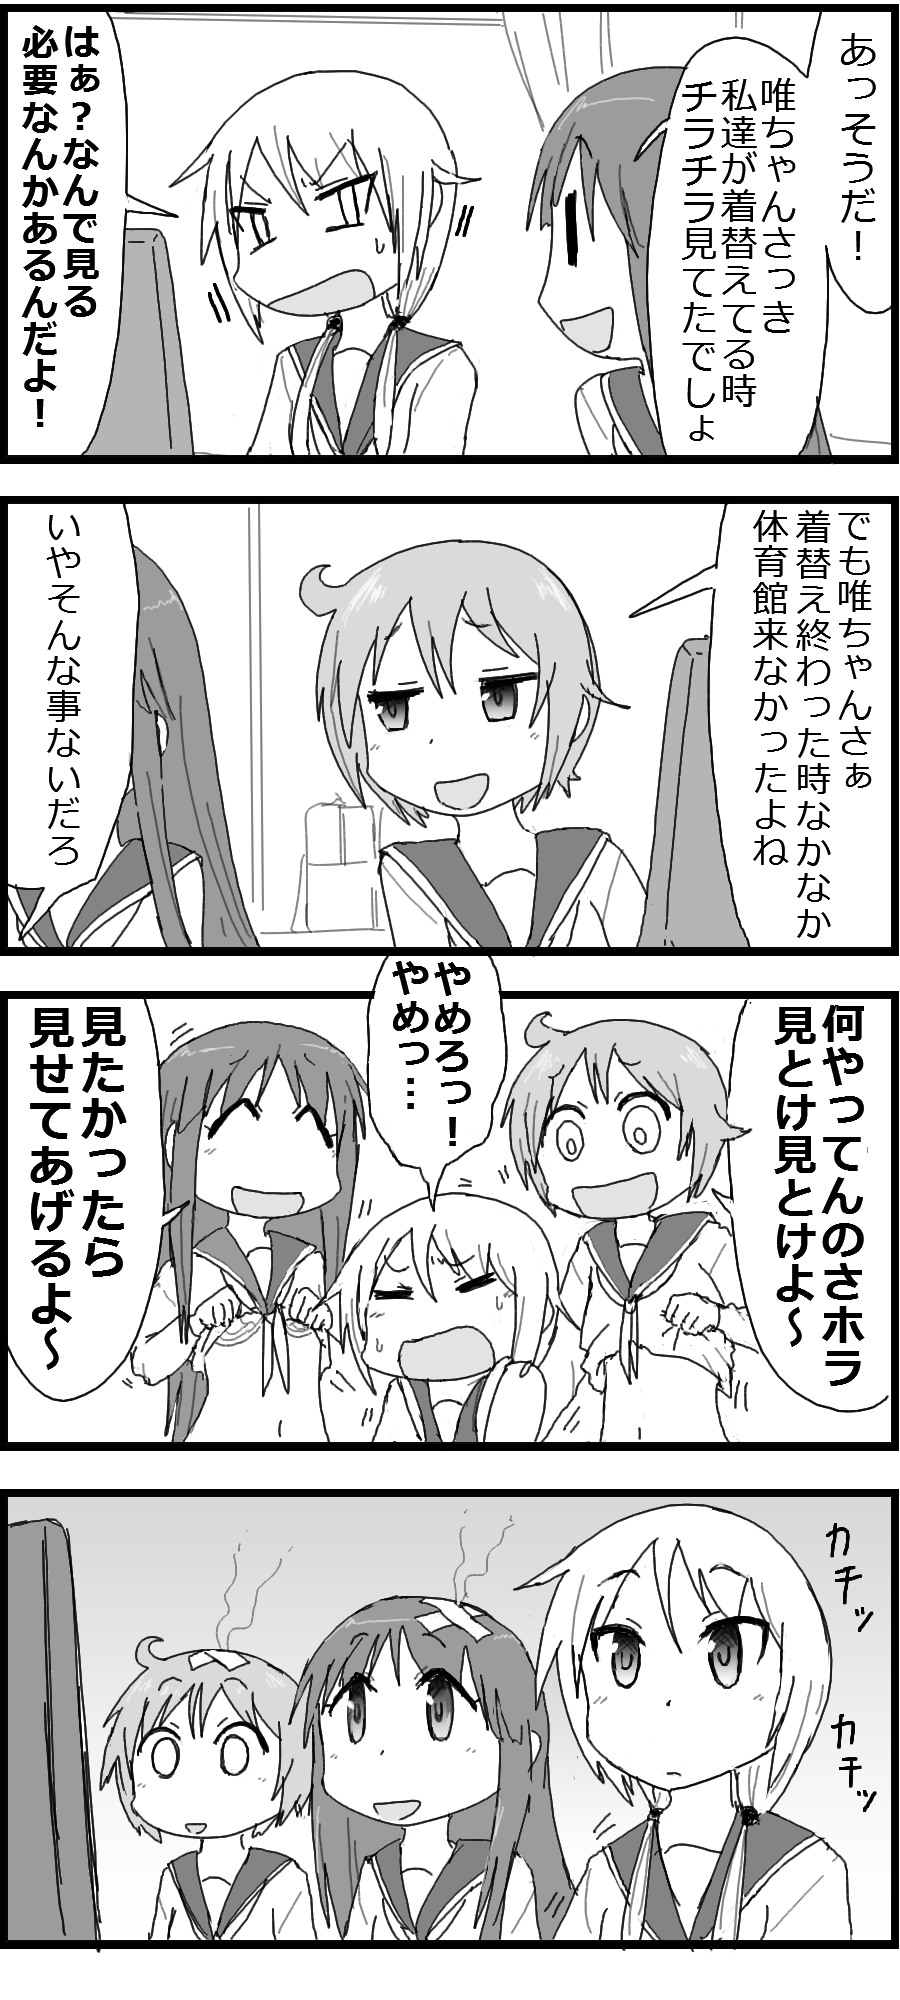 あっそうだ！
唯ちゃんさっき
私達が着替えてる時
チラチラ見てたでしょ
はぁ？なんで見る
必要なんかあるんだよ！
でも唯ちゃんさぁ
着替え終わった時なかなか
体育館来なかったよね
いやそんな事ないだろ
何やってんのさホラ
見とけ見とけよ～
やめろっ！
やめっ…
見たかったら
見せてあげるよ～
カチッ
カチッ